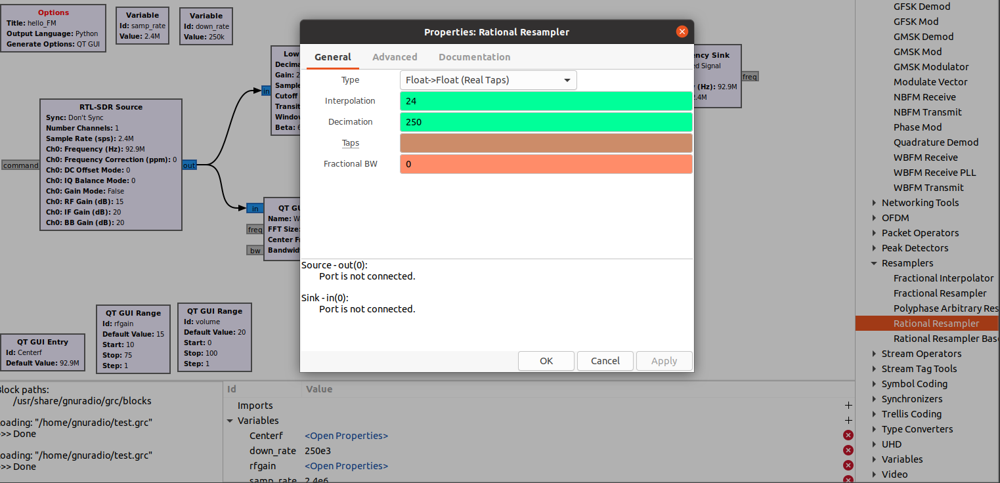 Options
Title: hello_FM
Output Language: Python
Generate Options: QT GUI
Variable
Id: samp_rate
Value: 2.4M
Variable
Id: down_rate
Value: 250k
RTL-SDR Source
Sync: Don't Sync
Number Channels: 1
Sample Rate (sps): 2.4M
Ch0: Frequency (Hz): 92.9M
Ch0: Frequency Correction (ppm): 0
Ch0: DC Offset Mode: 0
Ch0: IQ Balance Mode: 0
Ch0: Gain Mode: False
Ch0: RF Gain (dB): 15
Ch0: IF Gain (dB): 20
Ch0: BB Gain (dB): 20
command
out
in
Low
Decima
Gain: 2
Sample
Cutoff
Transit
Window
Beta: 6
in
freq
bw
QT GU
Name: W
FFT Size:
Center Fr
Bandwidt
QT GUI Entry
Id: Centerf
Default Value: 92.9M
QT GUI Range
Id: rfgain
Default Value: 15
Start: 10
Stop: 75
Step: 1
QT GUI Range
Id: volume
Default Value: 20
Start: 0
Stop: 100
Step: 1
Properties: Rational Resampler
General
Advanced
Documentation
Type
Float->Float (Real Taps)
Interpolation
24
Decimation
250
Taps
Fractional BW
0
Source - out(0):
Port is not connected.
Sink - in(0):
Port is not connected.
OK
Cancel
Apply
ency Sink
ed Signal
y (Hz): 92.9M
2.4M
freq
GFSK Demod
GFSK Mod
GMSK Demod
GMSK Mod
GMSK Modulator
Modulate Vector
NBFM Receive
NBFM Transmit
Phase Mod
Quadrature Demod
WBFM Receive
WBFM Receive PLL
WBFM Transmit
Networking Tools
OFDM
Packet Operators
Peak Detectors
Resamplers
Fractional Interpolator
Fractional Resampler
Polyphase Arbitrary Res
Rational Resampler
Rational Resampler Base
Stream Operators
Stream Tag Tools
Symbol Coding
Synchronizers
Trellis Coding
Type Converters
UHD
Variables
Video
Block paths:
/usr/share/gnuradio/grc/blocks
oading: "/home/gnuradio/test.grc"
>>> Done
oading: "/home/gnuradio/test.grc"
>>> Done
Id
Value
Imports
Variables
Centerf
<Open Properties>
down_rate
250e3
rfgain
<Open Properties>
samp_rate
2.4e6